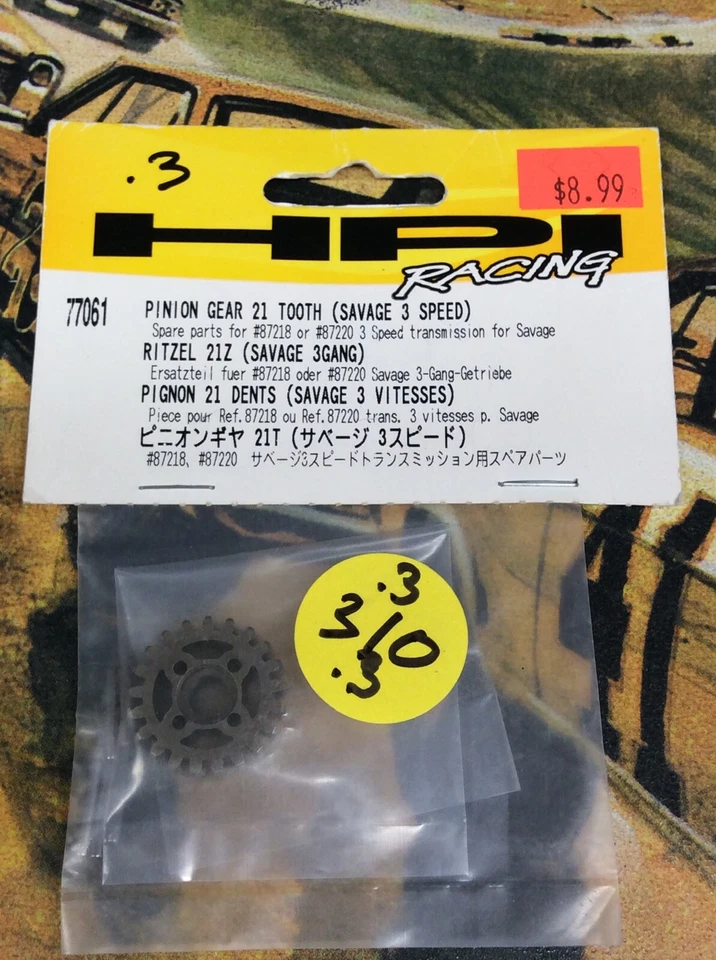 .3
$8.99
HPI
RACING
77061 PINION GEAR 21 TOOTH (SAVAGE 3 SPEED)
Spare parts for #87218 or #87220 3 Speed transmission for Savage
RITZEL 21Z (SAVAGE 3GANG)
Ersatzteil fuer #87218 oder #87220 Savage 3-Gang-Getriebe
PIGNON 21 DENTS (SAVAGE 3 VITESSES)
Piece pour Ref.87218 ou Ref.87220 trans. 3 vitesses p. Savage
ピニオンギヤ 21T (サベージ 3スピード)
#87218、#87220 サベージ3スピードトランスミッション用スペアパーツ
.3
3/10
.3